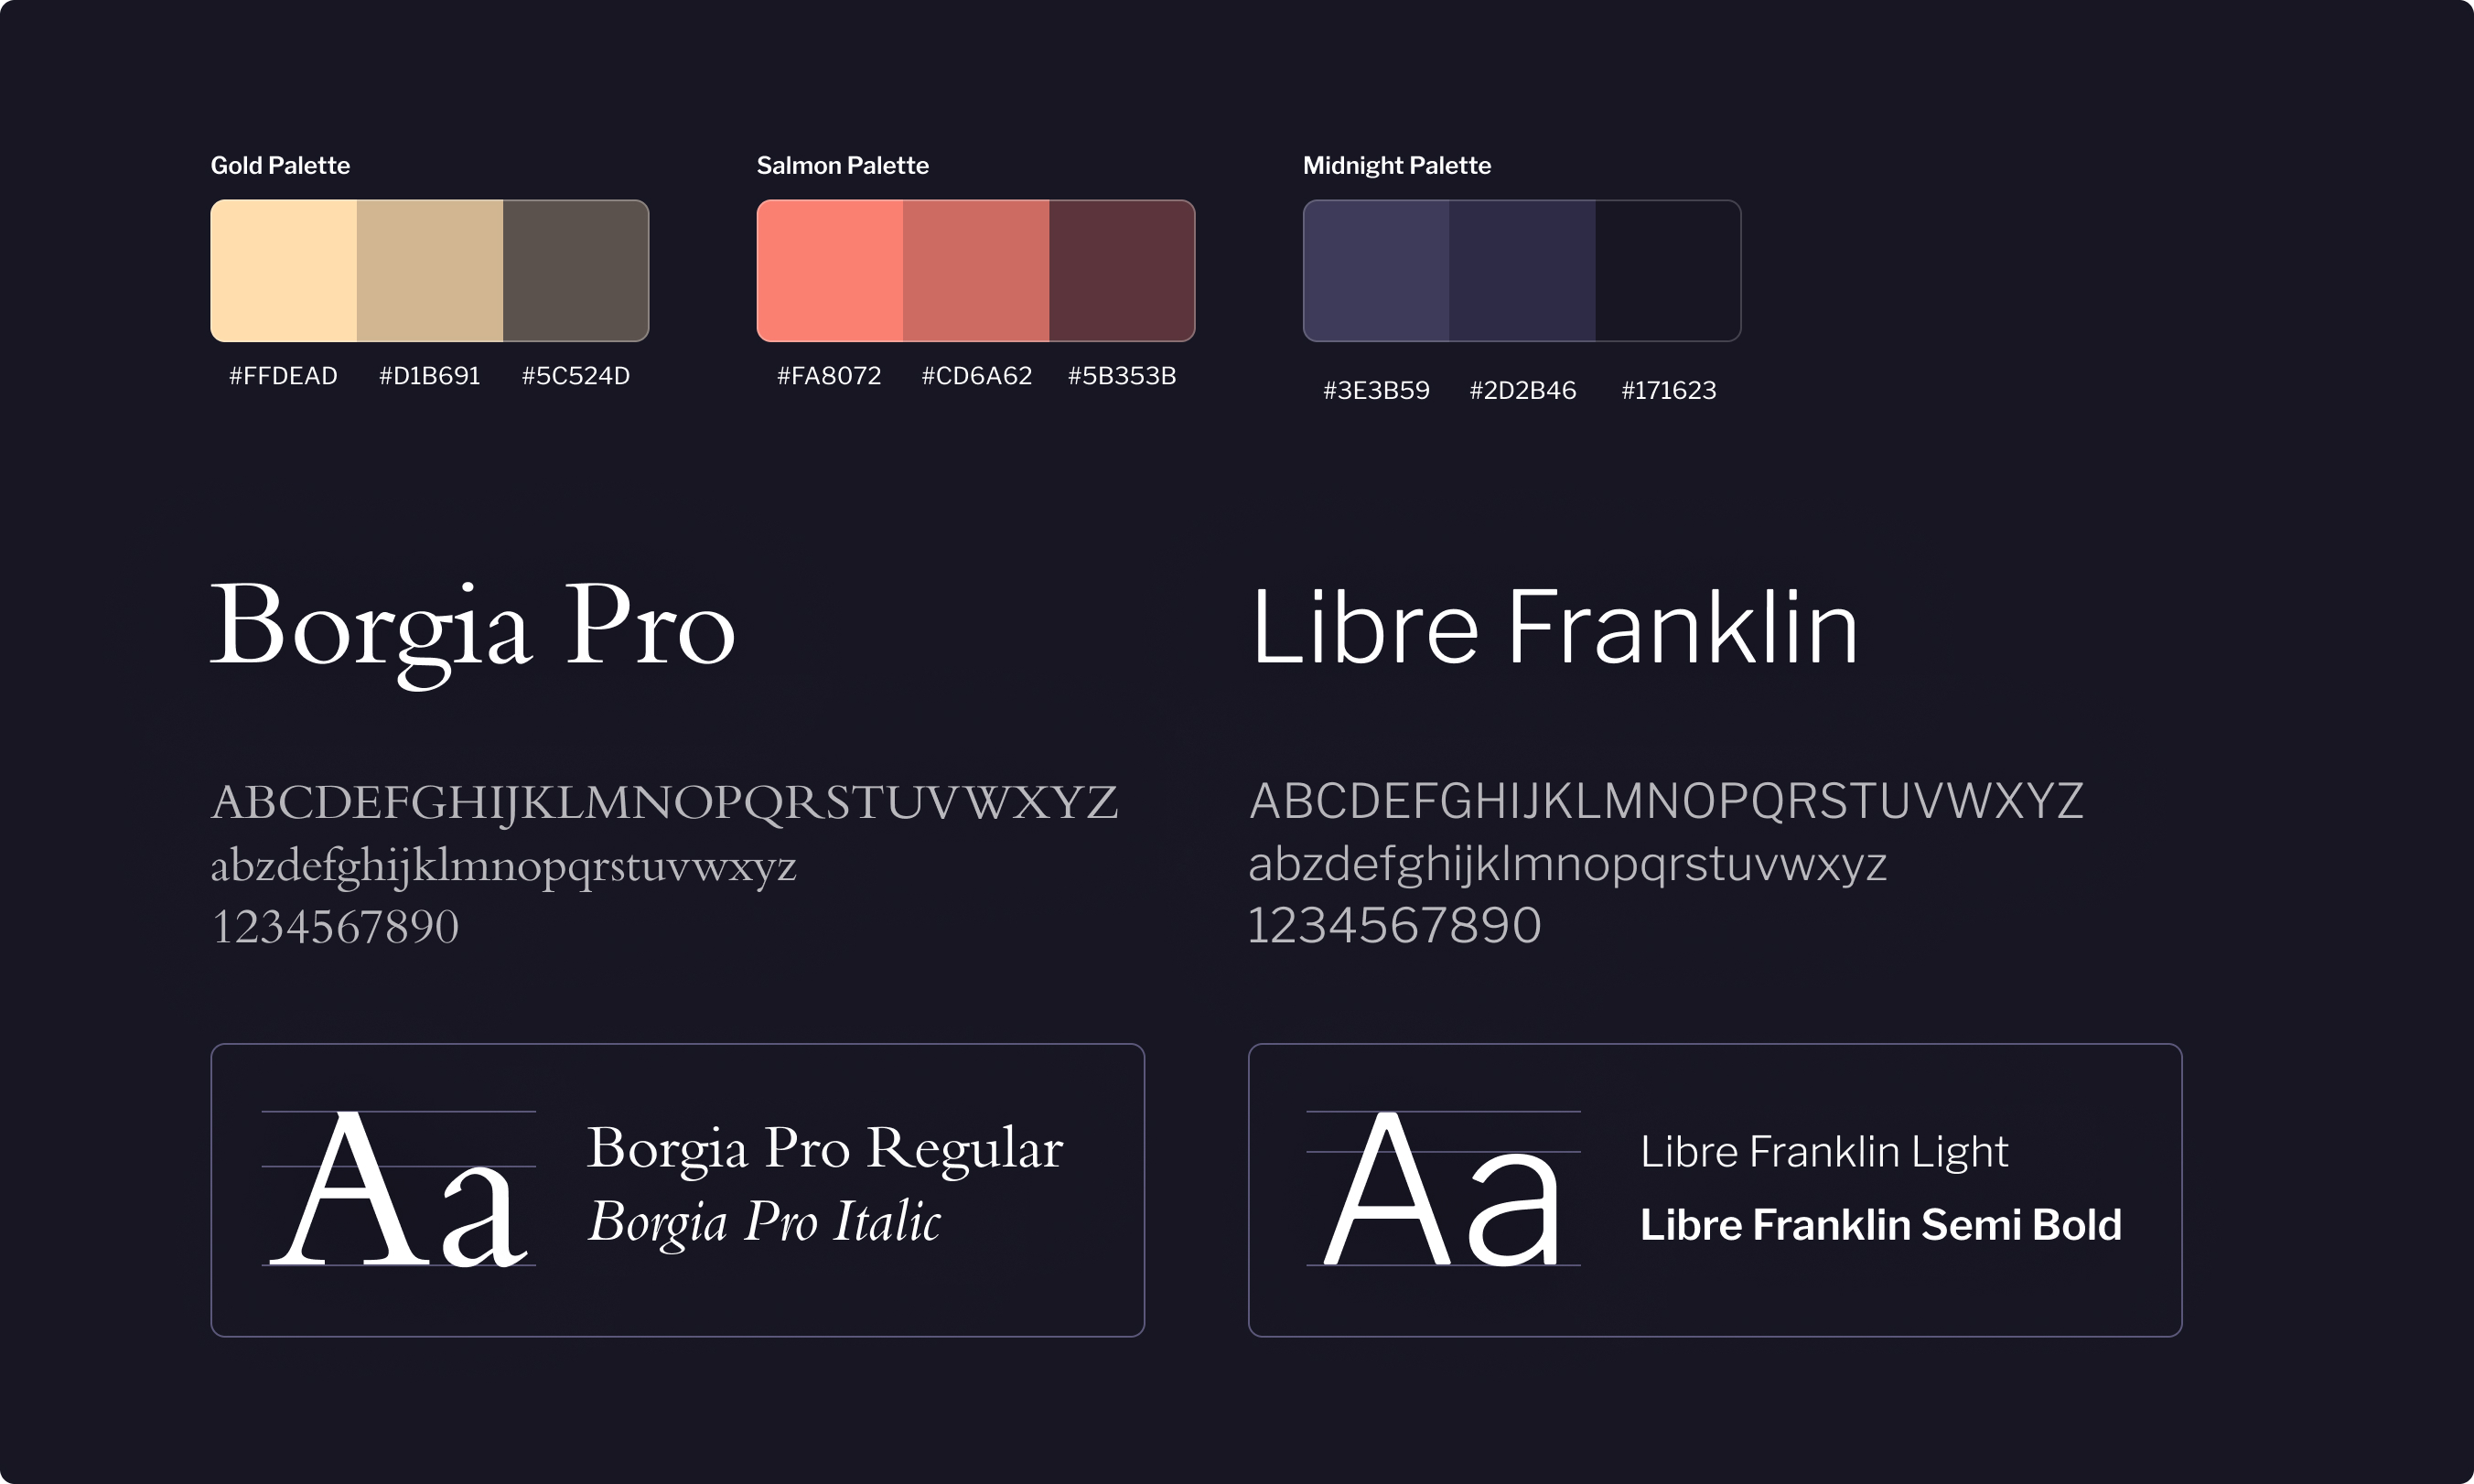 Gold Palette
#FFDEAD #D1B691 #5C524D
Salmon Palette
#FA8072 #CD6A62 #5B353B
Midnight Palette
#3E3B59 #2D2B46 #171623
Borgia Pro
ABCDEFGHIJKLMNOPQRSTUVWXYZ
abzdefghijklmnopqrstuvwxyz
1234567890
Aa
Borgia Pro Regular
Borgia Pro Italic
Libre Franklin
ABCDEFGHIJKLMNOPQRSTUVWXYZ
abzdefghijklmnopqrstuvwxyz
1234567890
Aa
Libre Franklin Light
Libre Franklin Semi Bold